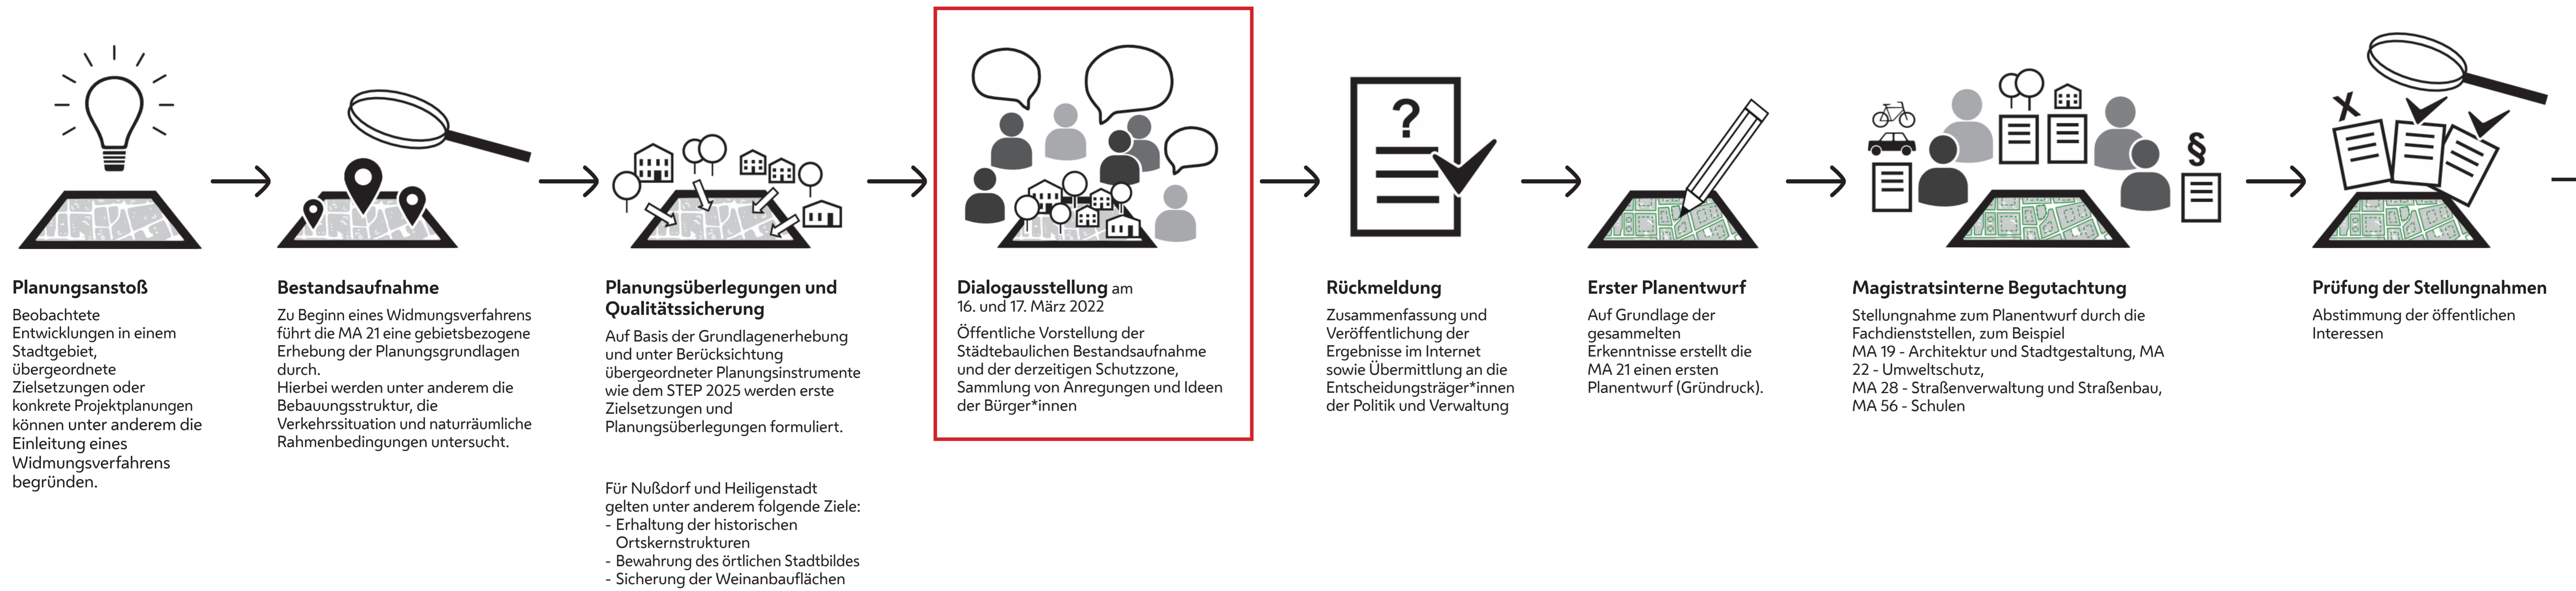 Planungsanstoß
Beobachtete
Entwicklungen in einem
Stadtgebiet,
übergeordnete
Zielsetzungen oder
konkrete Projektplanungen
können unter anderem die
Einleitung eines
Widmungsverfahrens
begründen.
Bestandsaufnahme
Zu Beginn eines Widmungsverfahrens
führt die MA 21 eine gebietsbezogene
Erhebung der Planungsgrundlagen
durch.
Hierbei werden unter anderem die
Bebauungsstruktur, die
Verkehrssituation und naturräumliche
Rahmenbedingungen untersucht.
Planungsüberlegungen und
Qualitätssicherung
Auf Basis der Grundlagenerhebung
und unter Berücksichtung
übergeordneter Planungsinstrumente
wie dem STEP 2025 werden erste
Zielsetzungen und
Planungsüberlegungen formuliert.
Für Nußdorf und Heiligenstadt
gelten unter anderem folgende Ziele:
- Erhaltung der historischen
Ortskernstrukturen
- Bewahrung des örtlichen Stadtbildes
- Sicherung der Weinanbauflächen
Dialogausstellung am
16. und 17. März 2022
Öffentliche Vorstellung der
Städtebaulichen Bestandsaufnahme
und der derzeitigen Schutzzone,
Sammlung von Anregungen und Ideen
der Bürger*innen
?
Rückmeldung
Zusammenfassung und
Veröffentlichung der
Ergebnisse im Internet
sowie Übermittlung an die
Entscheidungsträger*innen
der Politik und Verwaltung
Erster Planentwurf
Auf Grundlage der
gesammelten
Erkenntnisse erstellt die
MA 21 einen ersten
Planentwurf (Gründruck).
§
Magistratsinterne Begutachtung
Stellungnahme zum Planentwurf durch die
Fachdienststellen, zum Beispiel
MA 19 - Architektur und Stadtgestaltung, MA
22 - Umweltschutz,
MA 28 - Straßenverwaltung und Straßenbau,
MA 56 - Schulen
X
Prüfung der Stellungnahmen
Abstimmung der öffentlichen
Interessen